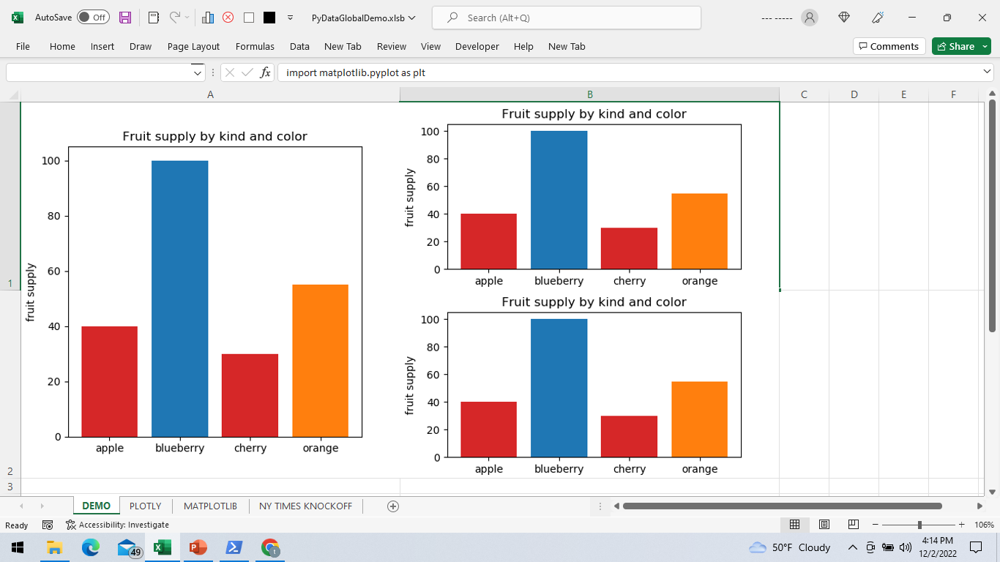 AutoSave Off PyDataGlobalDemo.xlsb Search (Alt+Q) --- -----
File Home Insert Draw Page Layout Formulas Data New Tab Review View Developer Help New Tab Comments Share
fx import matplotlib.pyplot as plt
A B C D E F
1
2
3
Fruit supply by kind and color
100
80
60
40
20
0
fruit supply
apple blueberry cherry orange
Fruit supply by kind and color
100
80
60
40
20
0
fruit supply
apple blueberry cherry orange
Fruit supply by kind and color
100
80
60
40
20
0
fruit supply
apple blueberry cherry orange
DEMO PLOTLY MATPLOTLIB NY TIMES KNOCKOFF
Ready Accessibility: Investigate 106%
49 50°F Cloudy 4:14 PM
12/2/2022